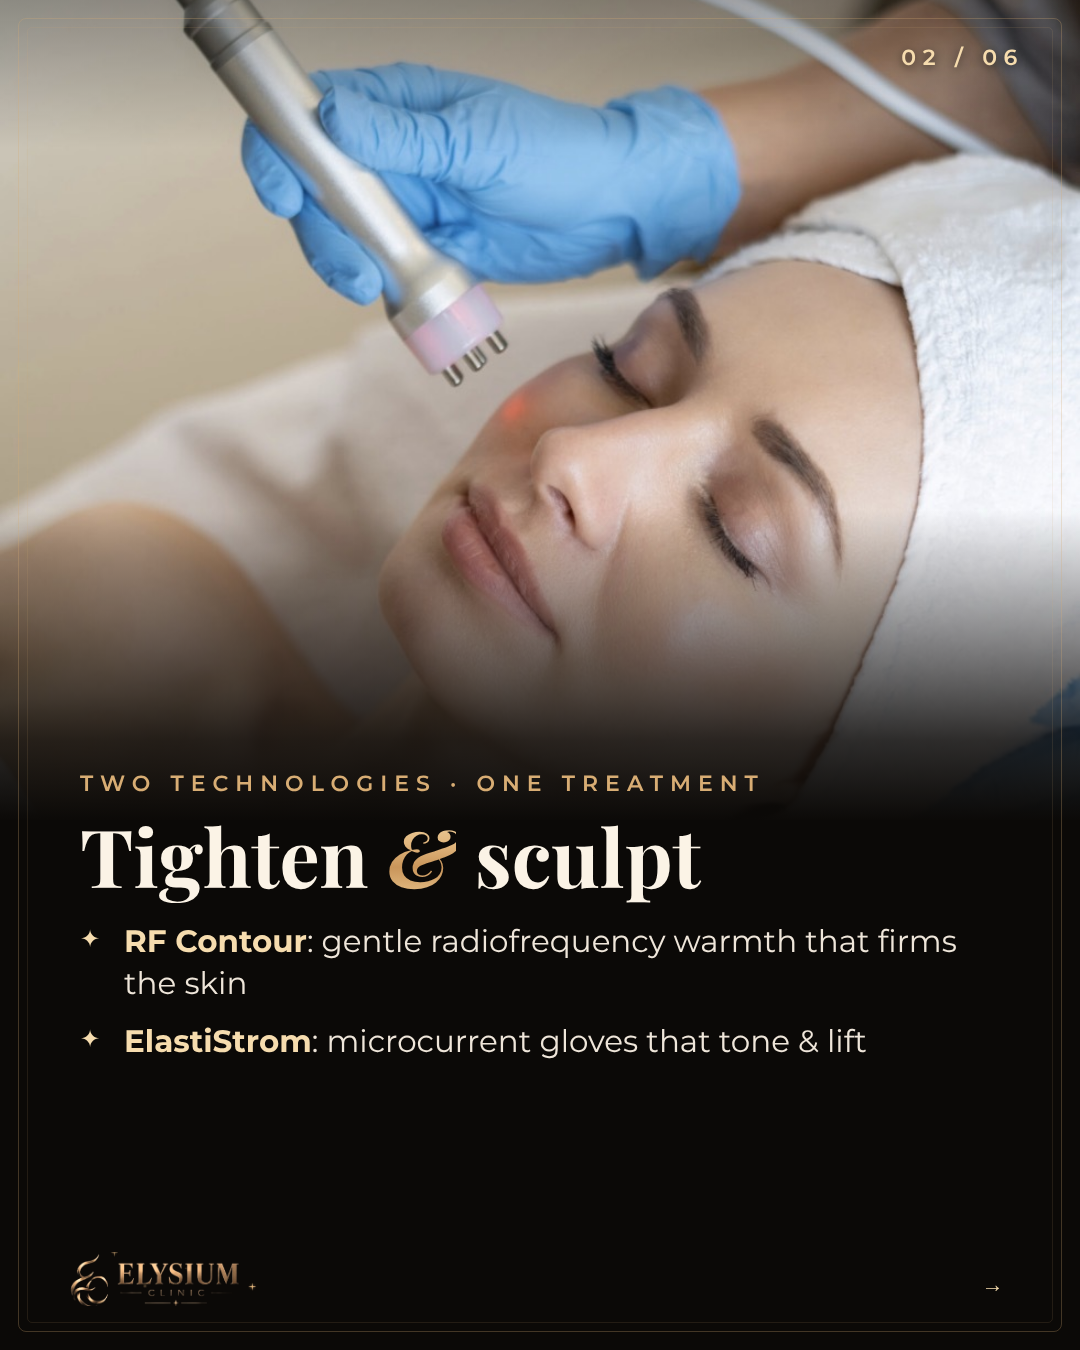 02 / 06
TWO TECHNOLOGIES · ONE TREATMENT
Tighten & sculpt
✦ RF Contour: gentle radiofrequency warmth that firms
the skin
✦ ElastiStrom: microcurrent gloves that tone & lift
ELYSIUM
CLINIC
→